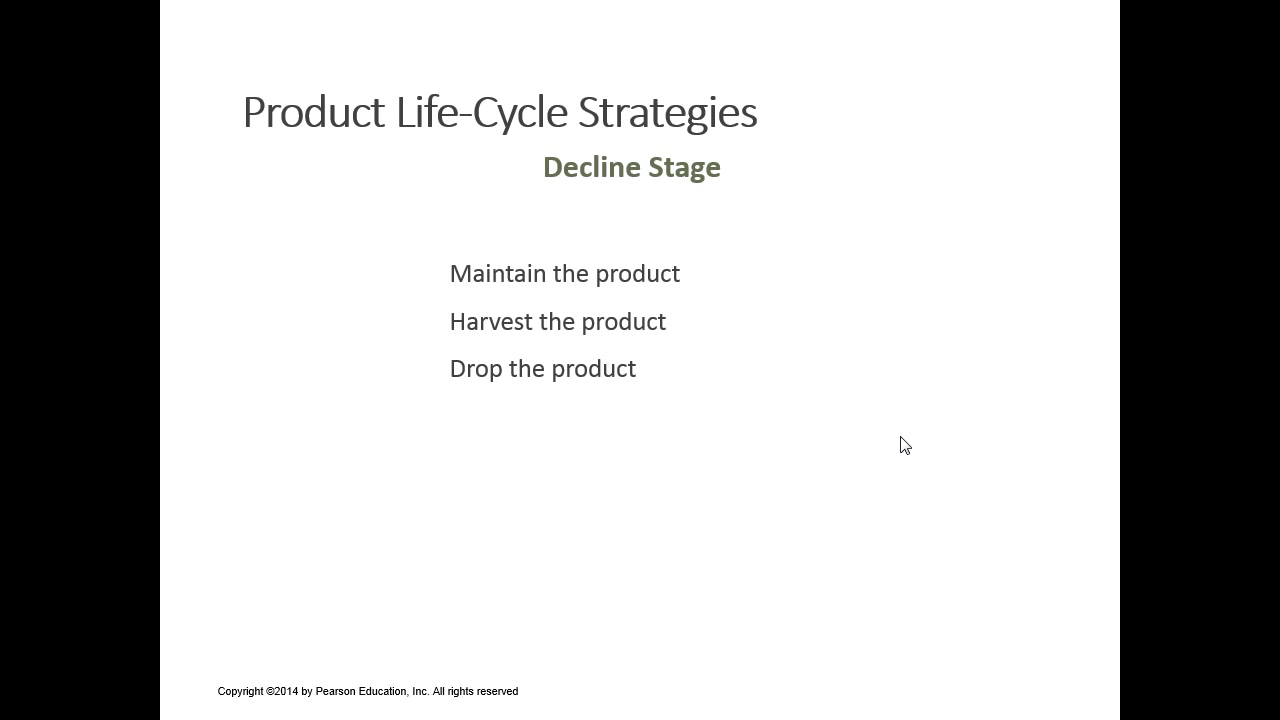 Product Life-Cycle Strategies
Decline Stage
Maintain the product
Harvest the product
Drop the product
Copyright ©2014 by Pearson Education, Inc. All rights reserved